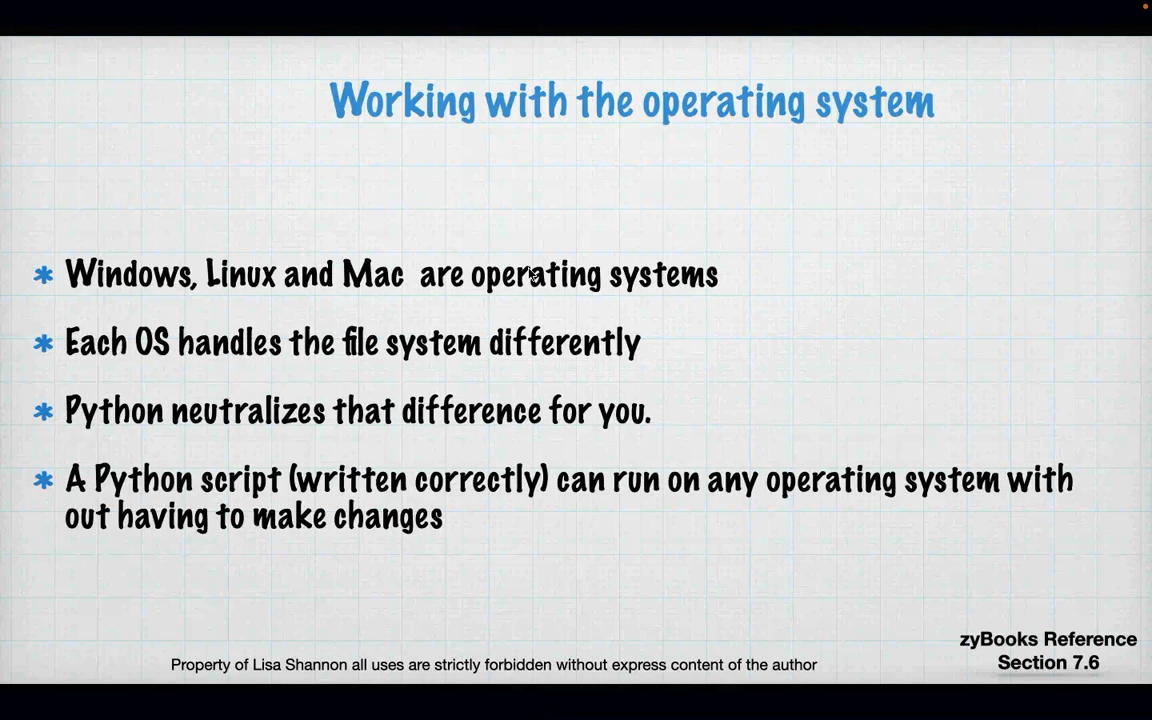 Working with the operating system
* Windows, Linux and Mac  are operating systems
* Each OS handles the file system differently
* Python neutralizes that difference for you.
* A Python script (written correctly) can run on any operating system with
out having to make changes
zyBooks Reference
Section 7.6
Property of Lisa Shannon all uses are strictly forbidden without express content of the author